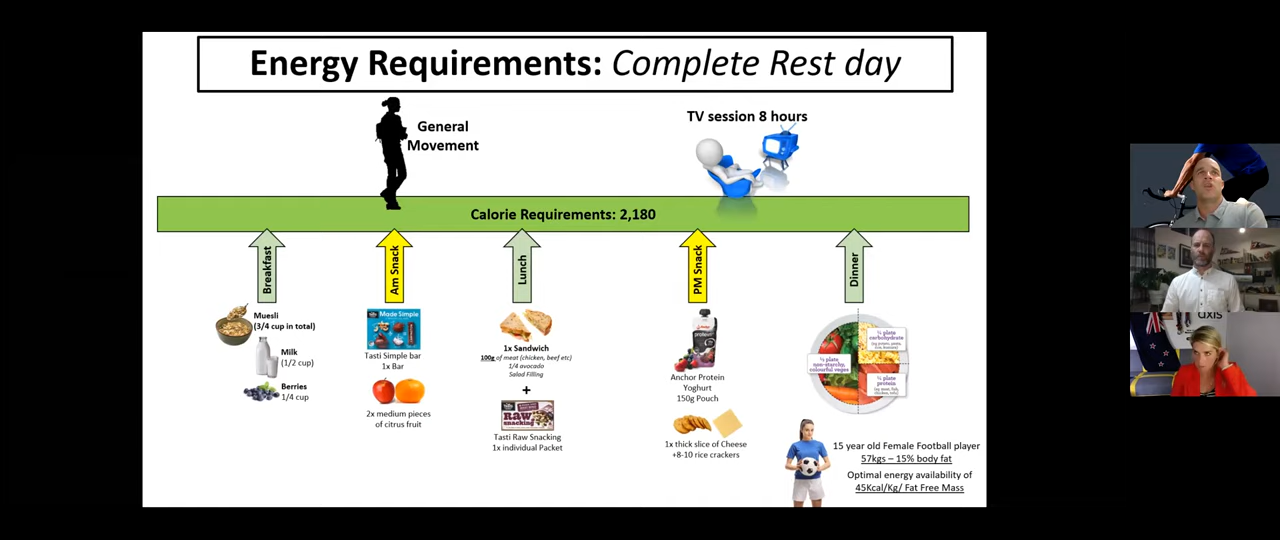 Energy Requirements: Complete Rest day
General
Movement
TV session 8 hours
Calorie Requirements: 2,180
Breakfast
Am Snack
Lunch
PM Snack
Dinner
Muesli
(3/4 cup in total)
Milk
(1/2 cup)
Berries
1/4 cup
Made Simple
Tasti Simple bar
1x Bar
2x medium pieces
of citrus fruit
1x Sandwich
100g of meat (chicken, beef etc)
1/4 avocado
Salad Filling
+
Raw
snacking
Tasti Raw Snacking
1x individual Packet
Anchor Protein
Yoghurt
150g Pouch
1x thick slice of Cheese
+8-10 rice crackers
½ plate
non-starchy,
colourful veges
¼ plate
carbohydrate
¼ plate
protein
15 year old Female Football player
57kgs – 15% body fat
Optimal energy availability of
45Kcal/Kg/ Fat Free Mass
axis